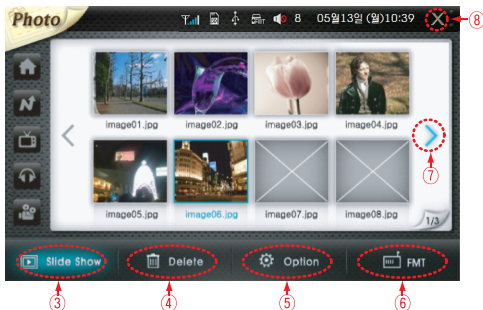 Photo
FMT 8 05월13일 (월)10:39
⑧
image01.jpg image02.jpg image03.jpg image04.jpg
⑦
image05.jpg image06.jpg image07.jpg image08.jpg
1/3
Slide Show Delete Option FMT
③ ④ ⑤ ⑥